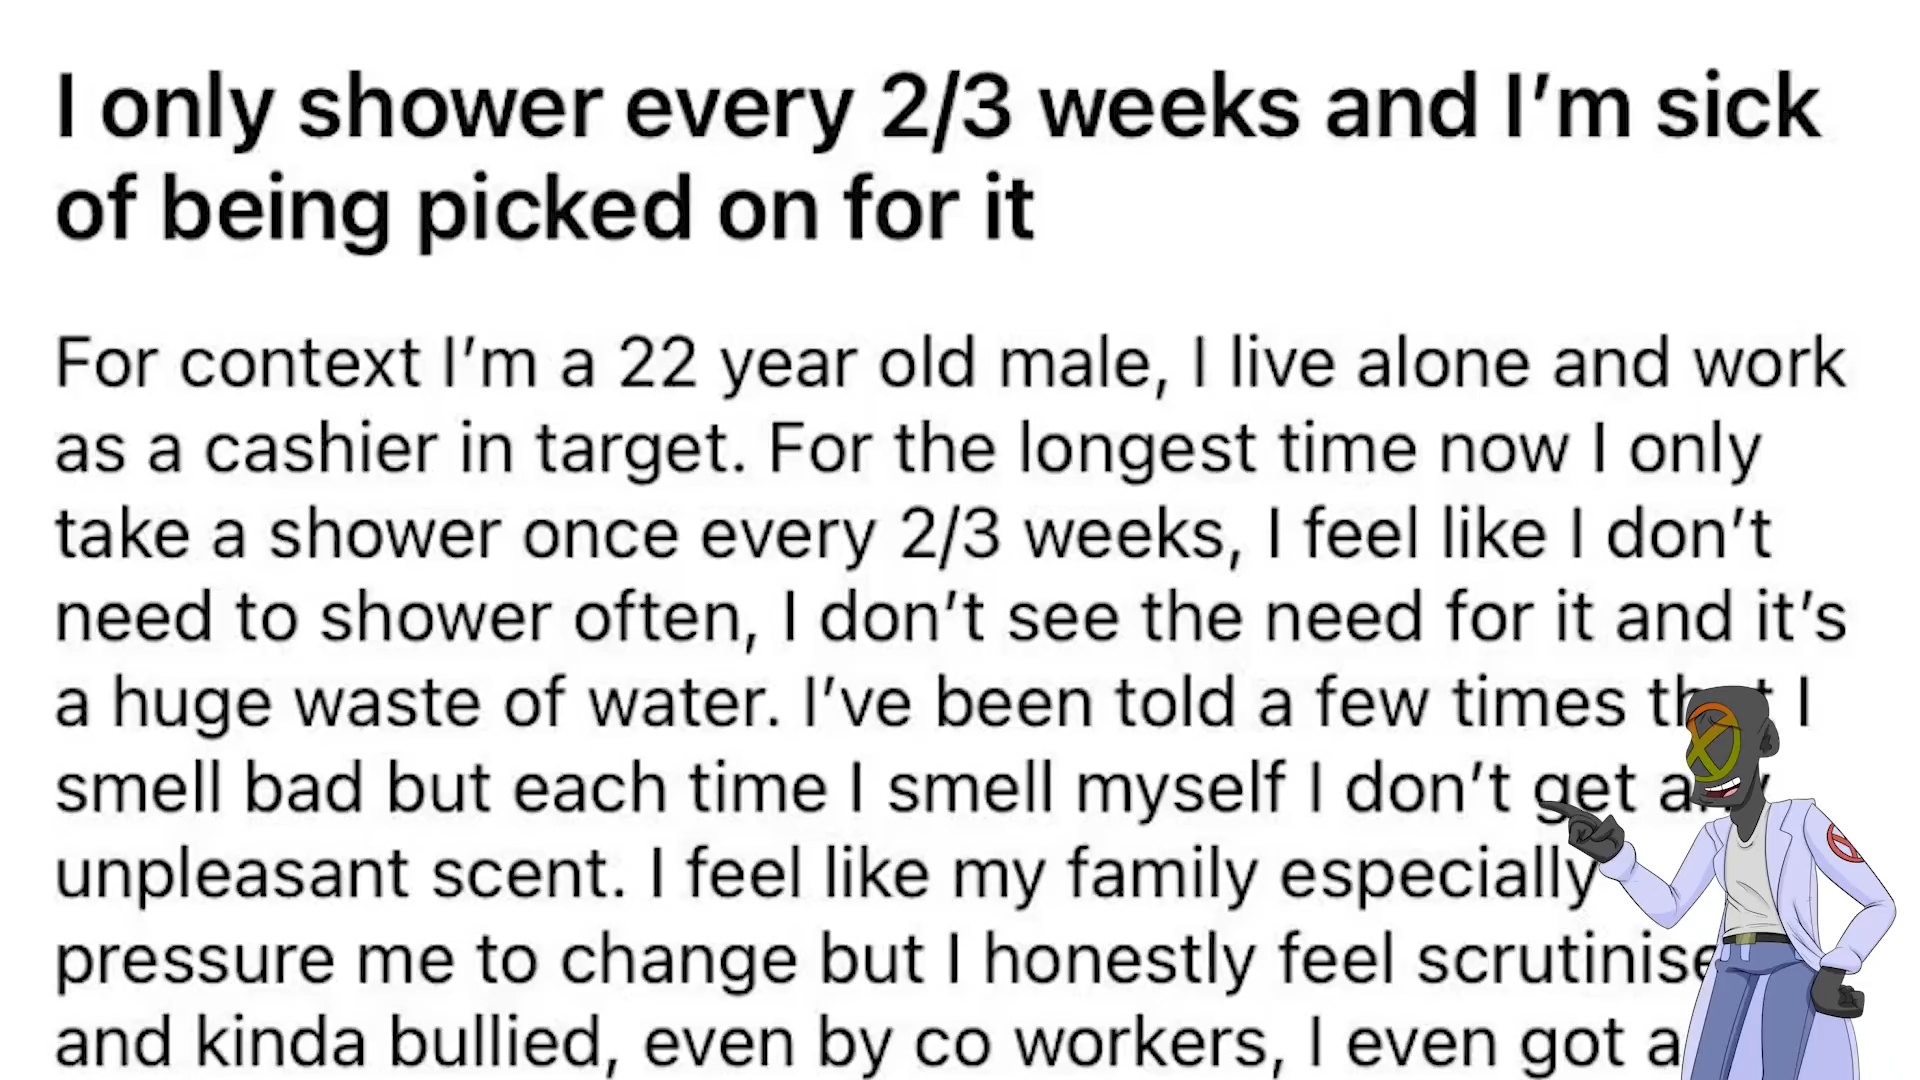 I only shower every 2/3 weeks and I’m sick
of being picked on for it
For context I’m a 22 year old male, I live alone and work
as a cashier in target. For the longest time now I only
take a shower once every 2/3 weeks, I feel like I don’t
need to shower often, I don’t see the need for it and it’s
a huge waste of water. I’ve been told a few times that I
smell bad but each time I smell myself I don’t get any
unpleasant scent. I feel like my family especially
pressure me to change but I honestly feel scrutinise
and kinda bullied, even by co workers, I even got a